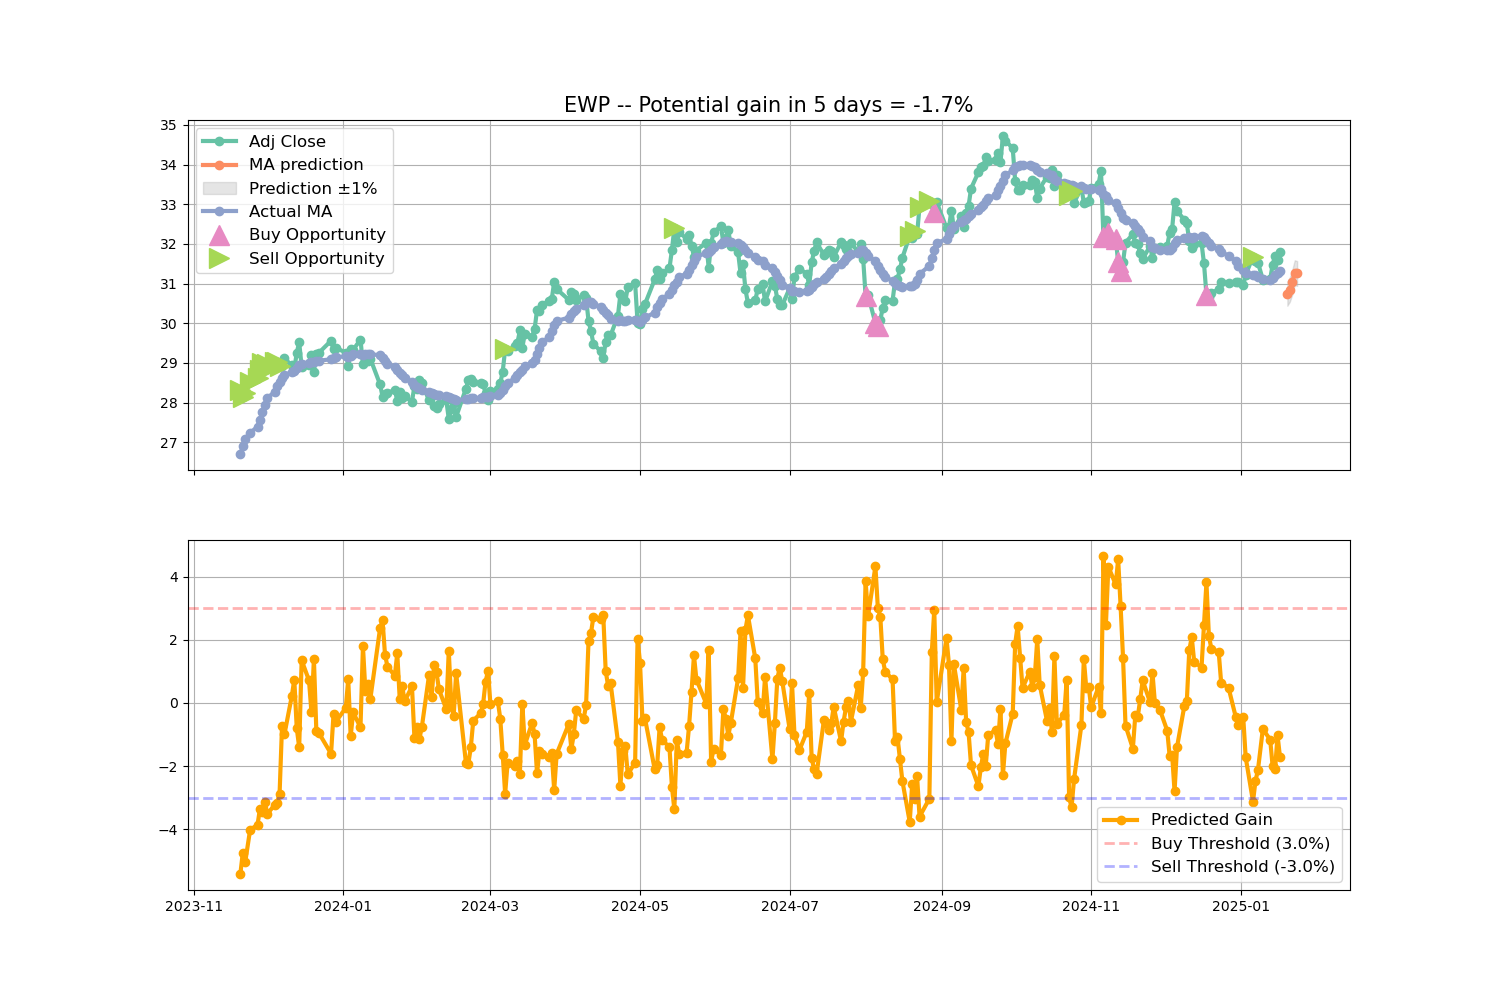 EWP -- Potential gain in 5 days = -1.7%
35
34
33
32
31
30
29
28
27
Adj Close
MA prediction
Prediction ±1%
Actual MA
Buy Opportunity
Sell Opportunity
4
2
0
−2
−4
Predicted Gain
Buy Threshold (3.0%)
Sell Threshold (-3.0%)
2023-11
2024-01
2024-03
2024-05
2024-07
2024-09
2024-11
2025-01